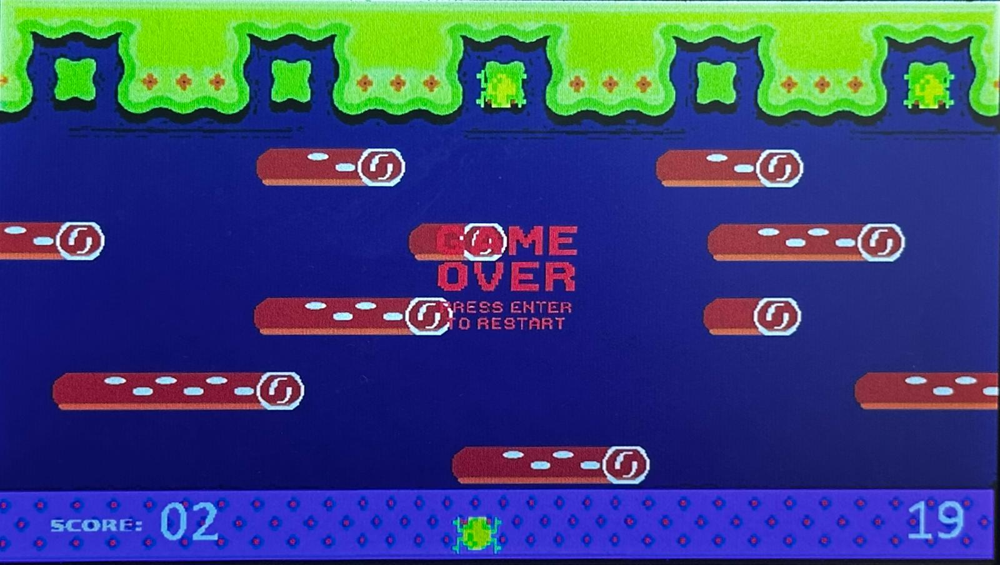 GAME
OVER
PRESS ENTER
TO RESTART
SCORE: 02
19